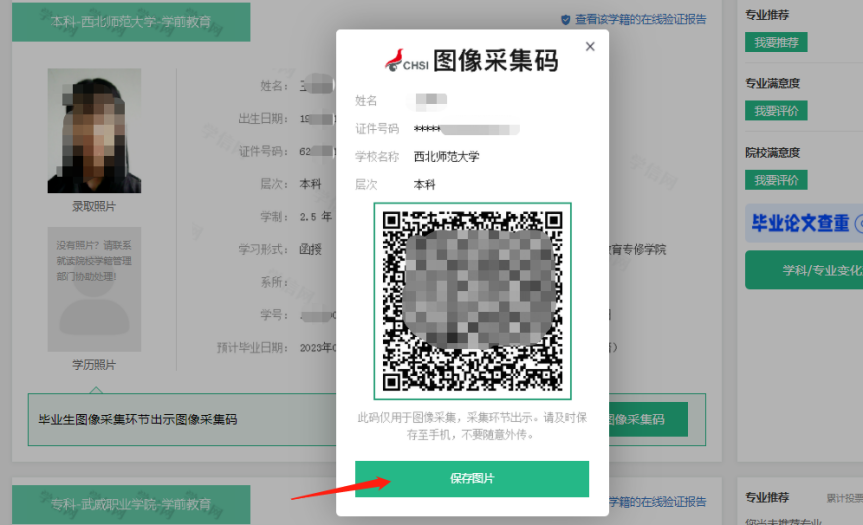 本科-西北师范大学-学前教育
查看该学籍的在线验证报告
录取照片
没有照片？请联系
就读院校学籍管理
部门协助处理！
学历照片
姓名：
出生日期：
证件号码：
62
层次：
本科
学制：
2.5 年
学习形式：
函授
系所：
学号：
预计毕业日期：
2023年0
育专修学院
毕业生图像采集环节出示图像采集码
图像采集码
CHSI 图像采集码
姓名
证件号码
*****
学校名称 西北师范大学
层次 本科
此码仅用于图像采集，采集环节出示。请及时保
存至手机，不要随意外传。
保存图片
专科-武威职业学院-学前教育
学籍的在线验证报告
专业推荐
我要推荐
专业满意度
我要评价
院校满意度
我要评价
毕业论文查重
学科/专业变化
专业推荐
累计投票
您尚未推荐专业
学信网